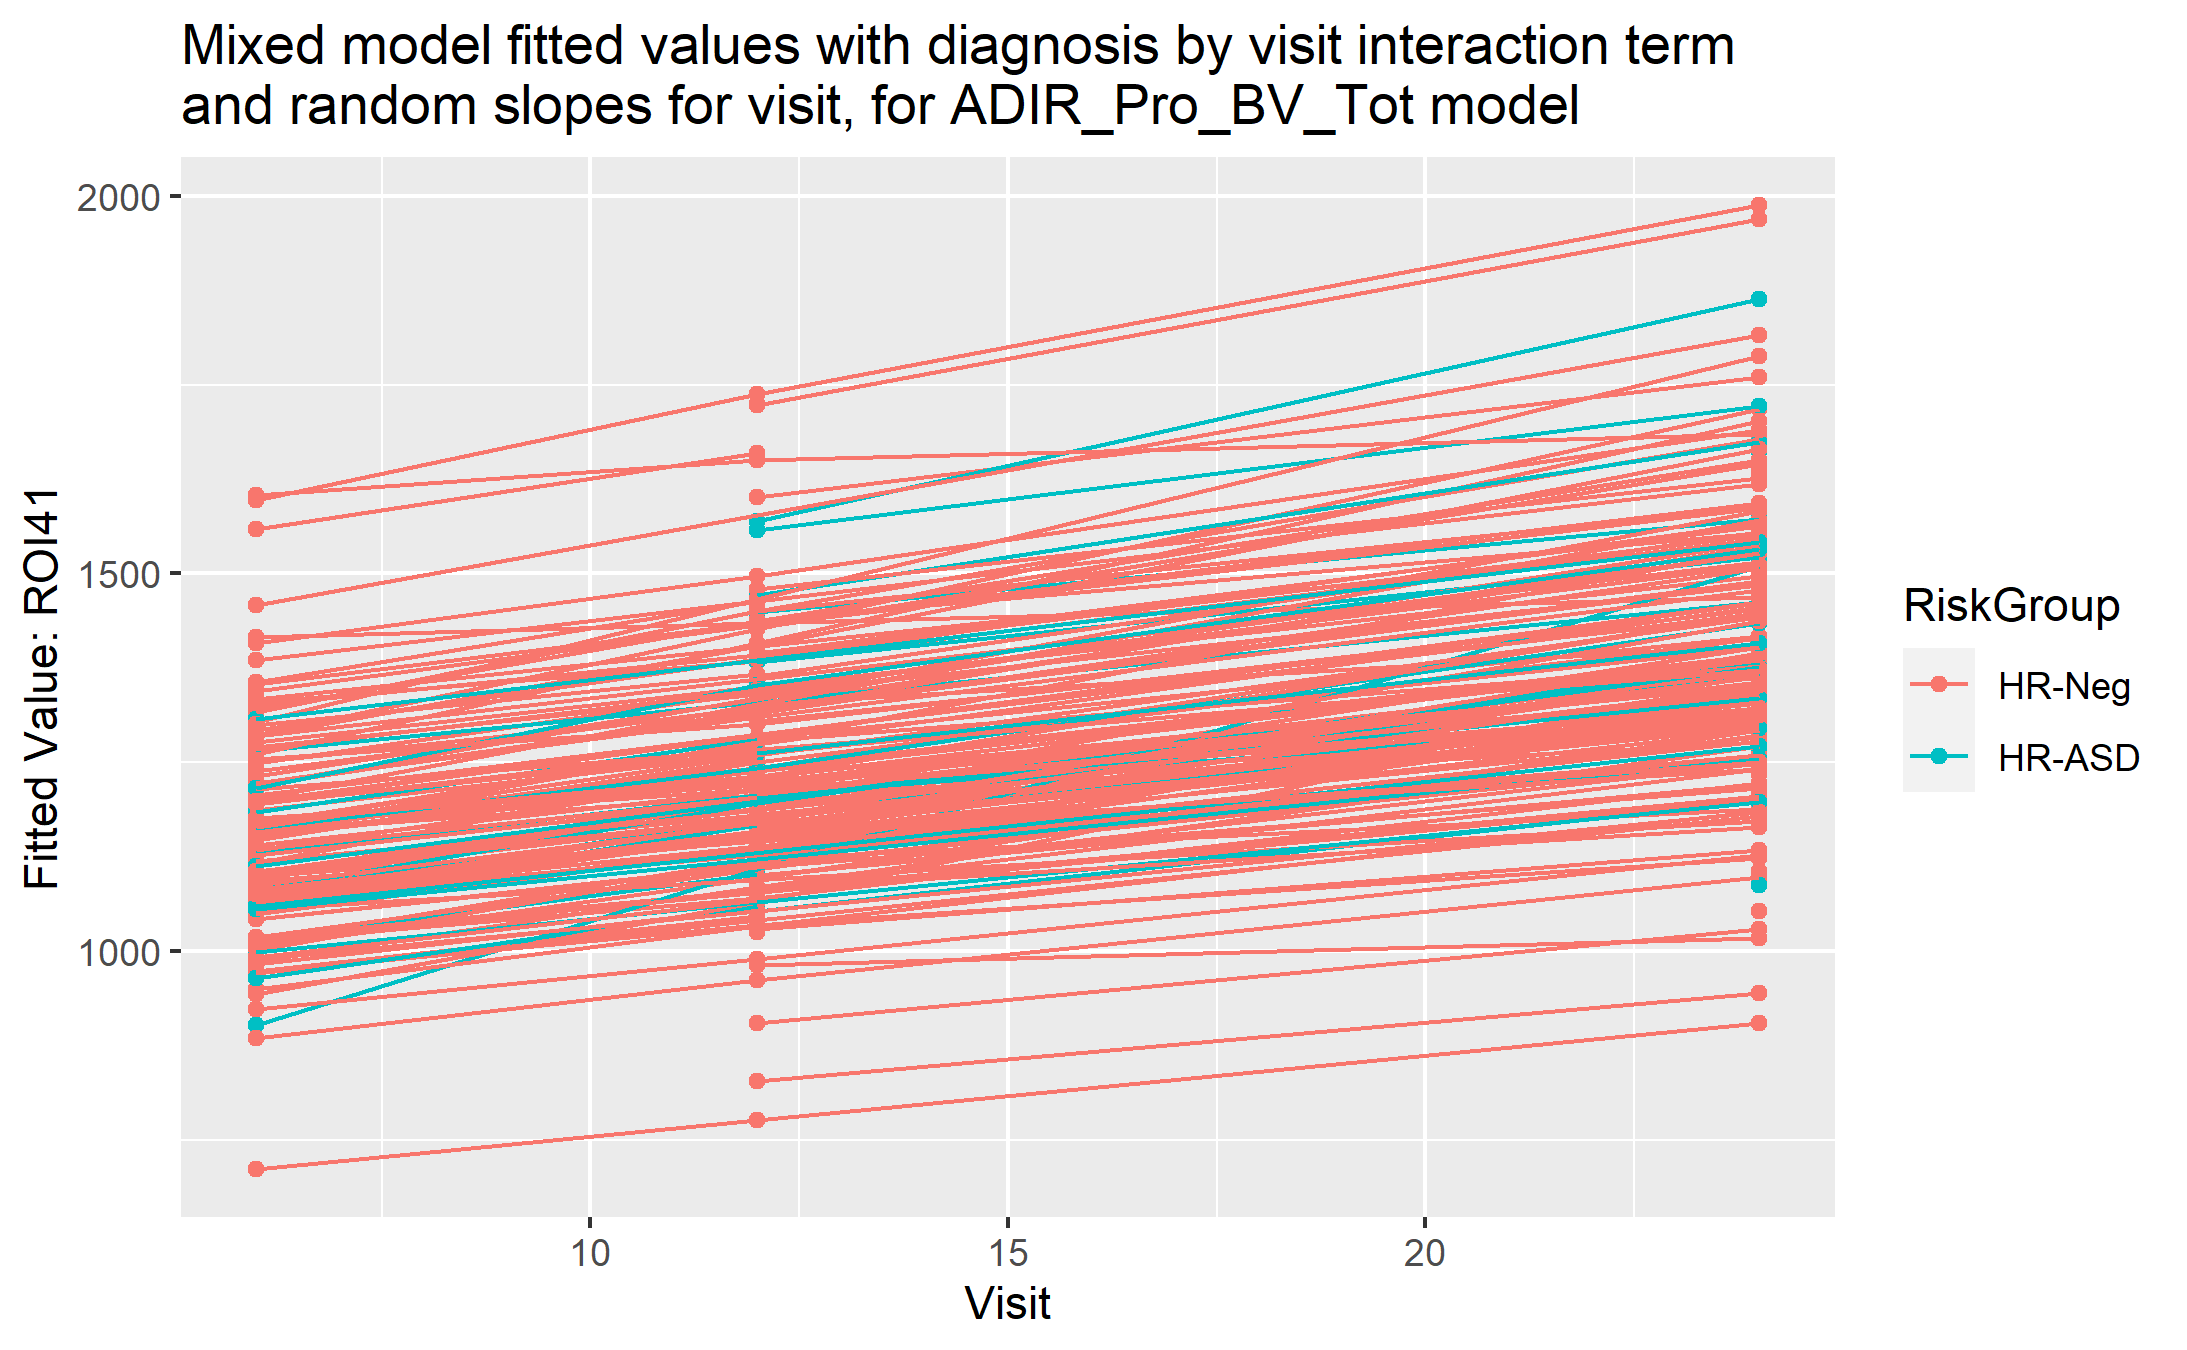 Mixed model fitted values with diagnosis by visit interaction term
and random slopes for visit, for ADIR_Pro_BV_Tot model
2000
1500
1000
Fitted Value: ROI41
10
15
20
Visit
RiskGroup
HR-Neg
HR-ASD